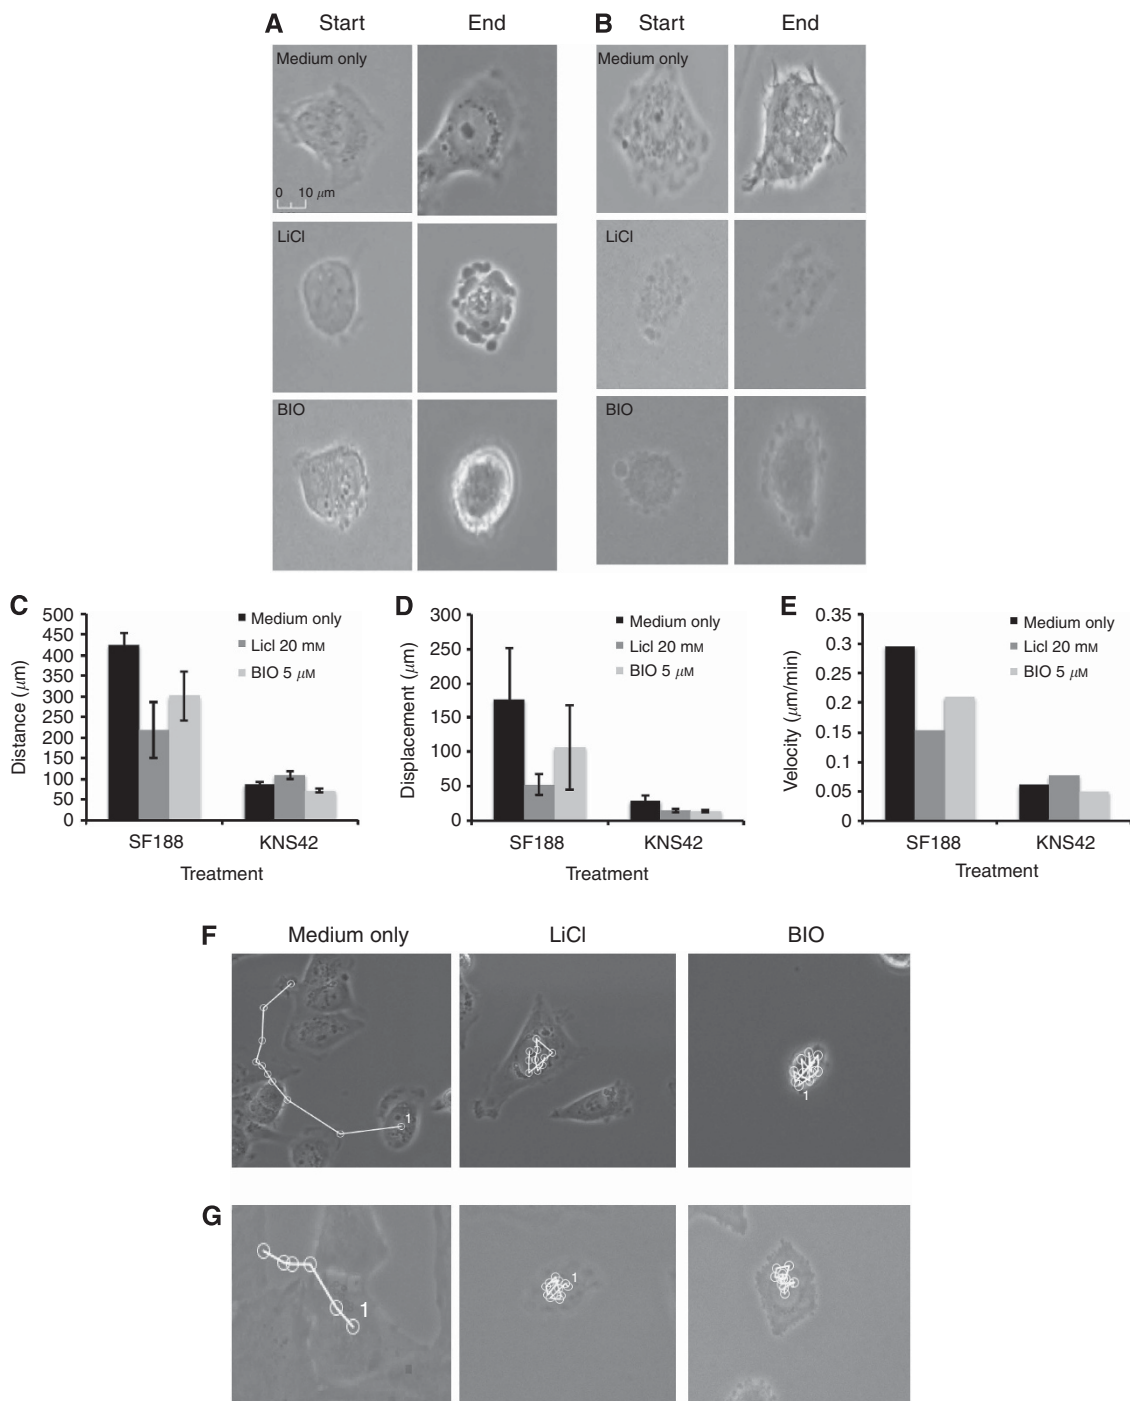 A Start End B Start End
Medium only Medium only
0 10 μm
LiCl LiCl
BIO BIO
C
500
450
400
350
300
250
200
150
100
50
0
Distance (μm)
Medium only
Licl 20 mM
BIO 5 μM
SF188 KNS42
Treatment
D
300
250
200
150
100
50
0
Displacement (μm)
Medium only
Licl 20 mM
BIO 5 μM
SF188 KNS42
Treatment
E
0.35
0.3
0.25
0.2
0.15
0.1
0.05
0
Velocity (μm/min)
Medium only
Licl 20 mM
BIO 5 μM
SF188 KNS42
Treatment
F Medium only LiCl BIO
1
1
G
1
1